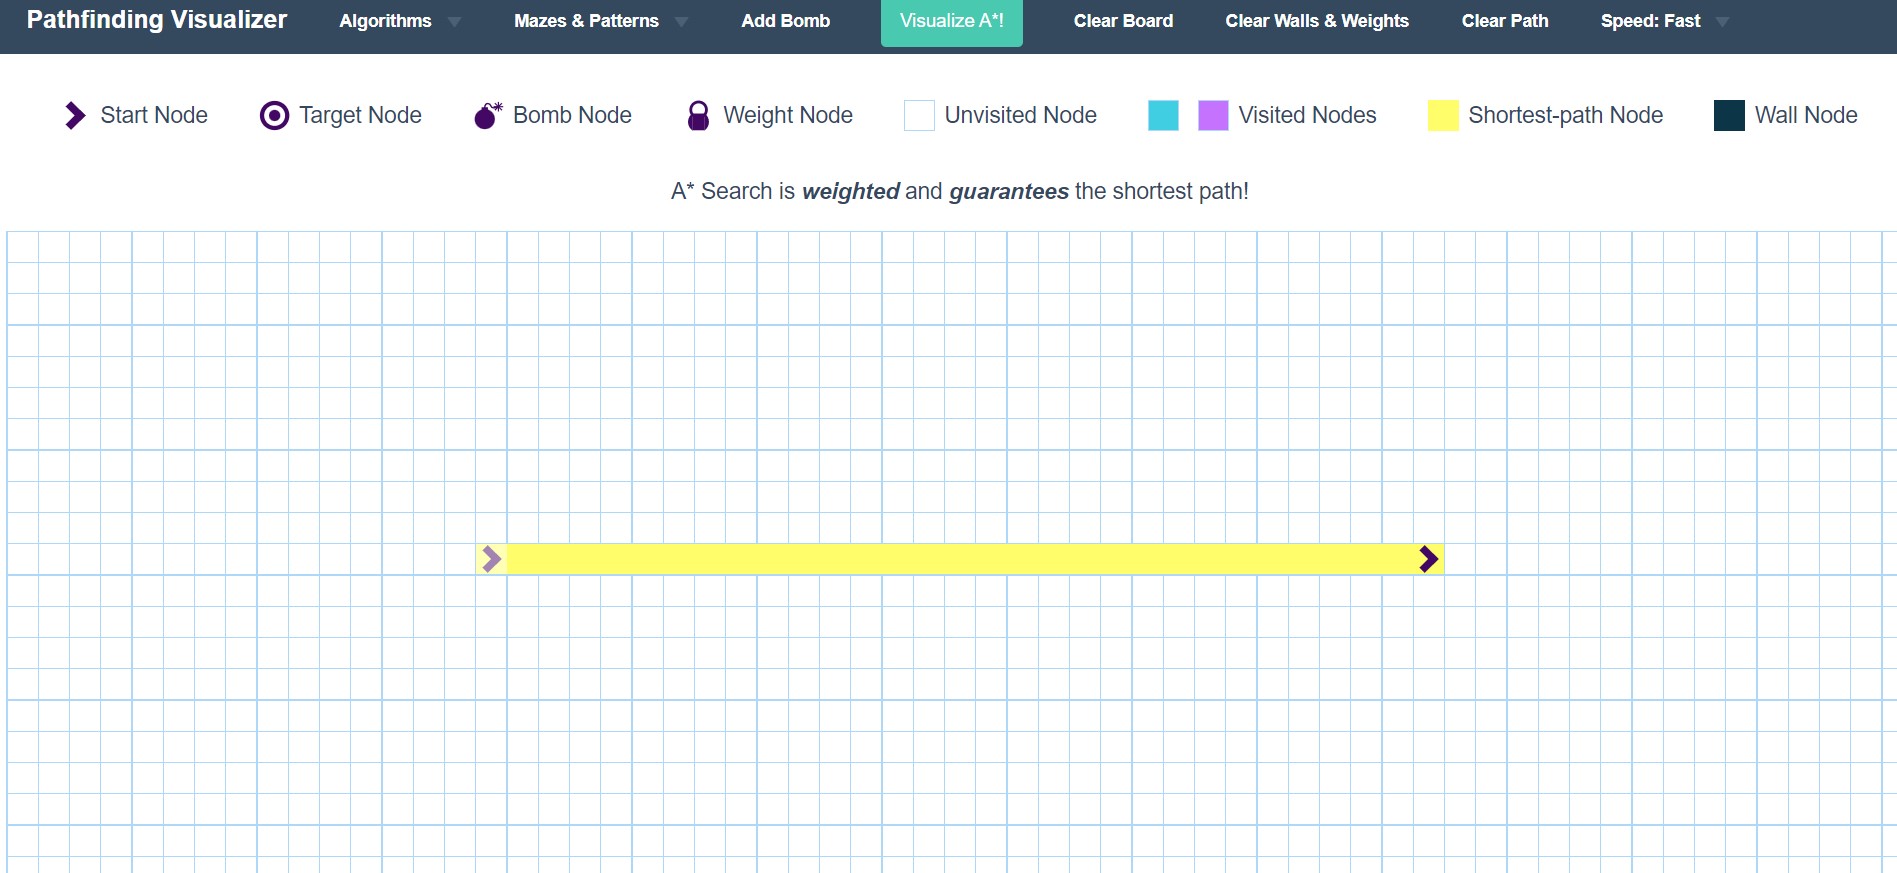 Pathfinding Visualizer Algorithms Mazes & Patterns Add Bomb Visualize A*! Clear Board Clear Walls & Weights Clear Path Speed: Fast
Start Node Target Node Bomb Node Weight Node Unvisited Node Visited Nodes Shortest-path Node Wall Node
A* Search is weighted and guarantees the shortest path!